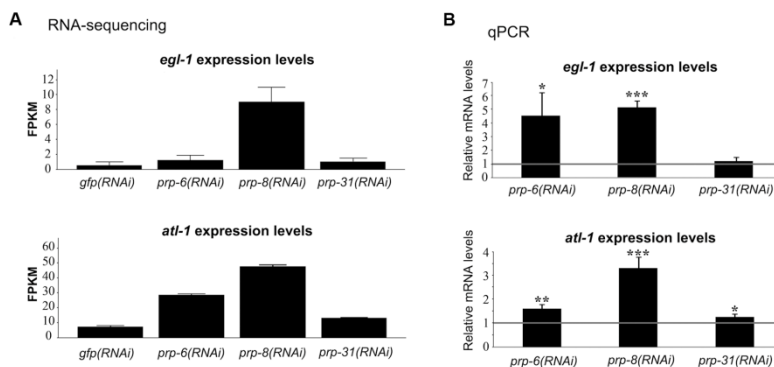 A
RNA-sequencing
egl-1 expression levels
FPKM
12
10
8
6
4
2
0
gfp(RNAi) prp-6(RNAi) prp-8(RNAi) prp-31(RNAi)
atl-1 expression levels
FPKM
60
50
40
30
20
10
0
gfp(RNAi) prp-6(RNAi) prp-8(RNAi) prp-31(RNAi)
B
qPCR
egl-1 expression levels
Relative mRNA levels
7
6
5
4
3
2
1
0
* ***
prp-6(RNAi) prp-8(RNAi) prp-31(RNAi)
atl-1 expression levels
Relative mRNA levels
4
3
2
1
0
** *** *
prp-6(RNAi) prp-8(RNAi) prp-31(RNAi)